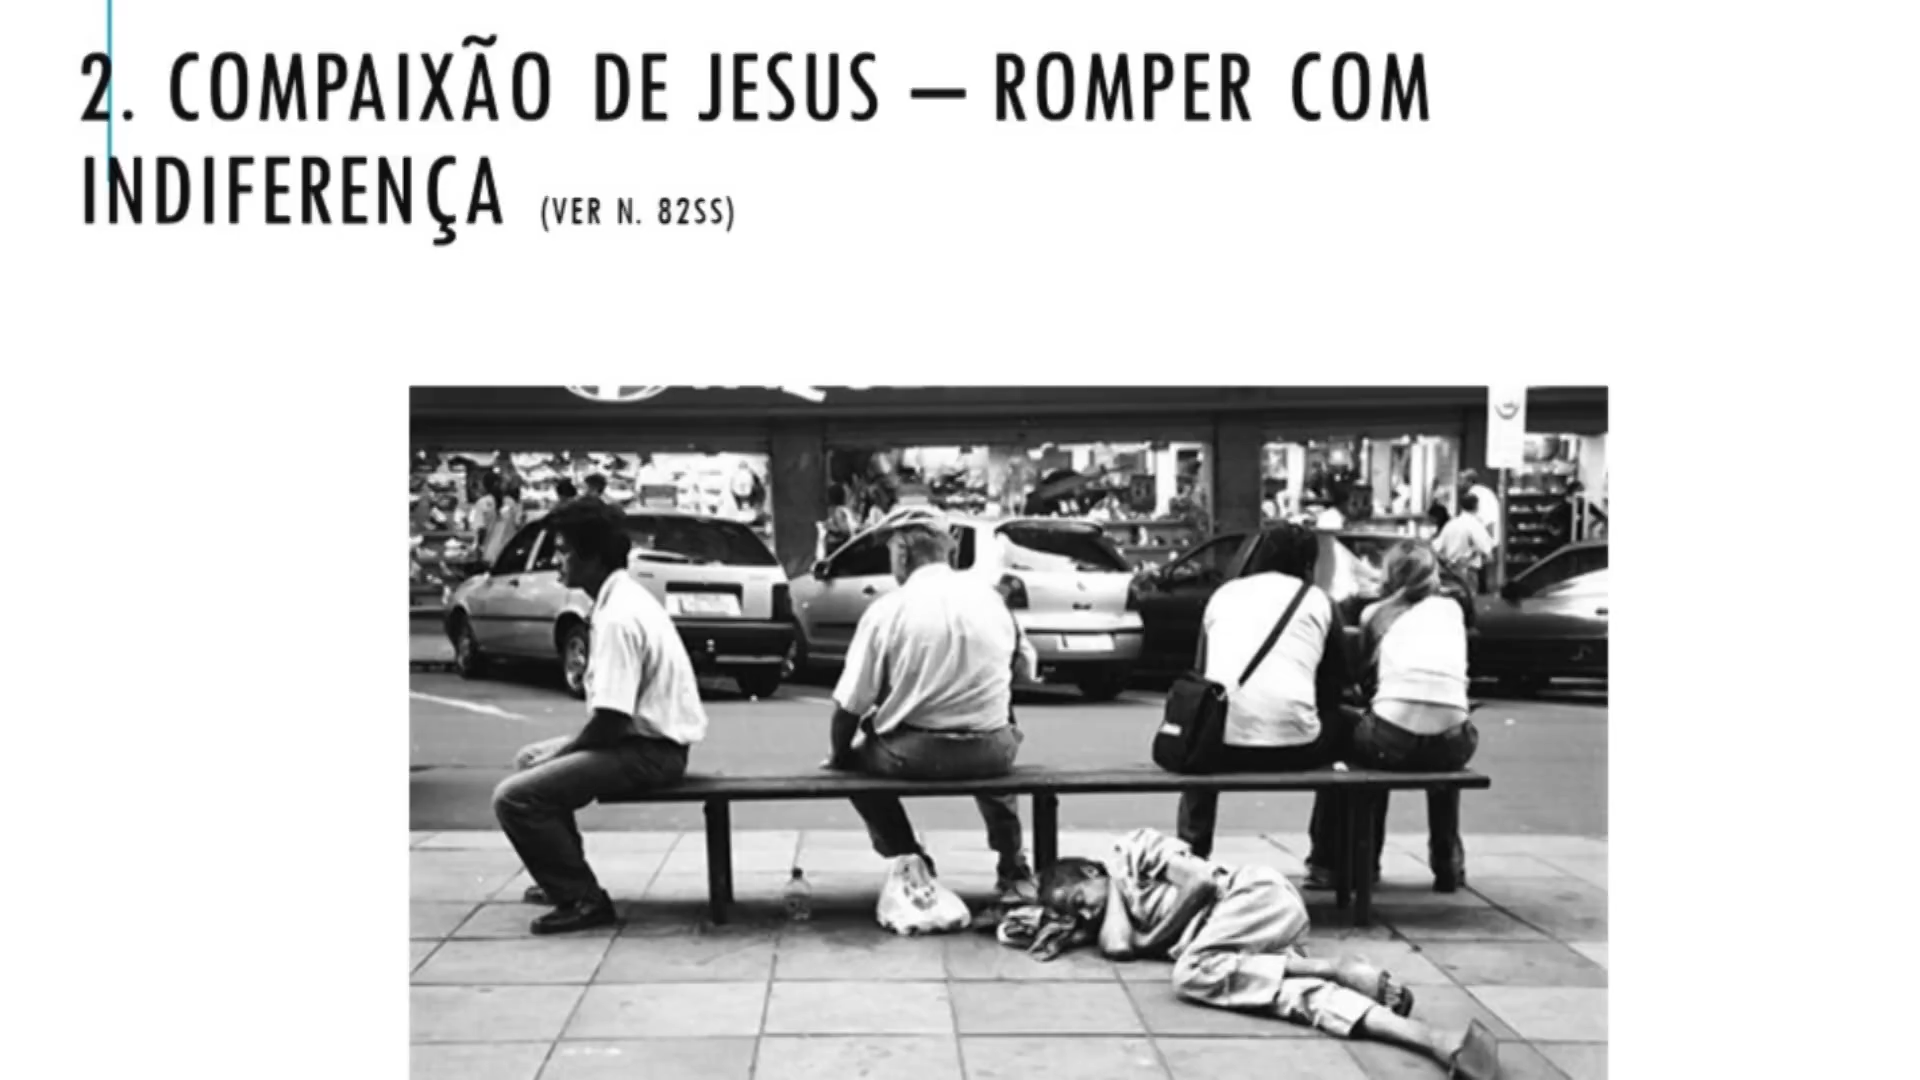 2. COMPAIXÃO DE JESUS – ROMPER COM
INDIFERENÇA (VER N. 82SS)